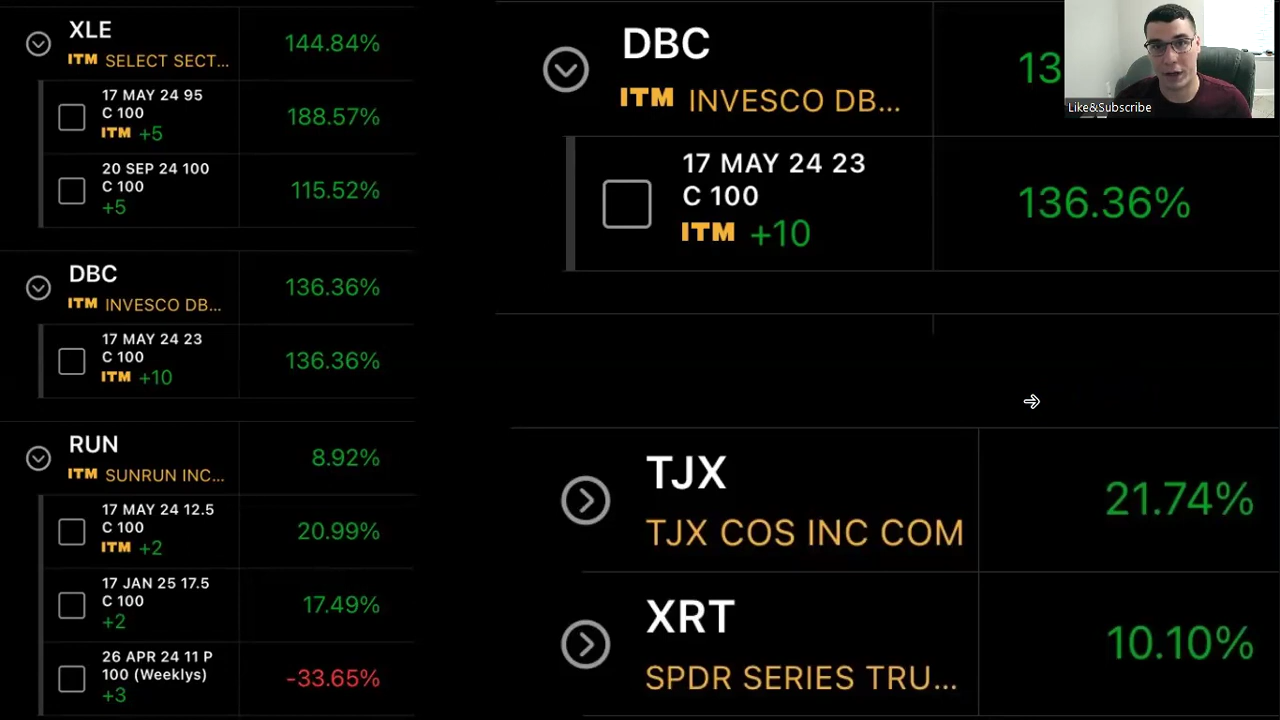 XLE
144.84%
ITM SELECT SECT...
17 MAY 24 95
C 100
ITM +5
188.57%
20 SEP 24 100
C 100
+5
115.52%
DBC
136.36%
ITM INVESCO DB...
17 MAY 24 23
C 100
ITM +10
136.36%
RUN
8.92%
ITM SUNRUN INC...
17 MAY 24 12.5
C 100
ITM +2
20.99%
17 JAN 25 17.5
C 100
+2
17.49%
26 APR 24 11 P
100 (Weeklys)
+3
-33.65%
DBC
ITM INVESCO DB...
13
17 MAY 24 23
C 100
ITM +10
136.36%
TJX
TJX COS INC COM
21.74%
XRT
SPDR SERIES TRU...
10.10%
Like&Subscribe